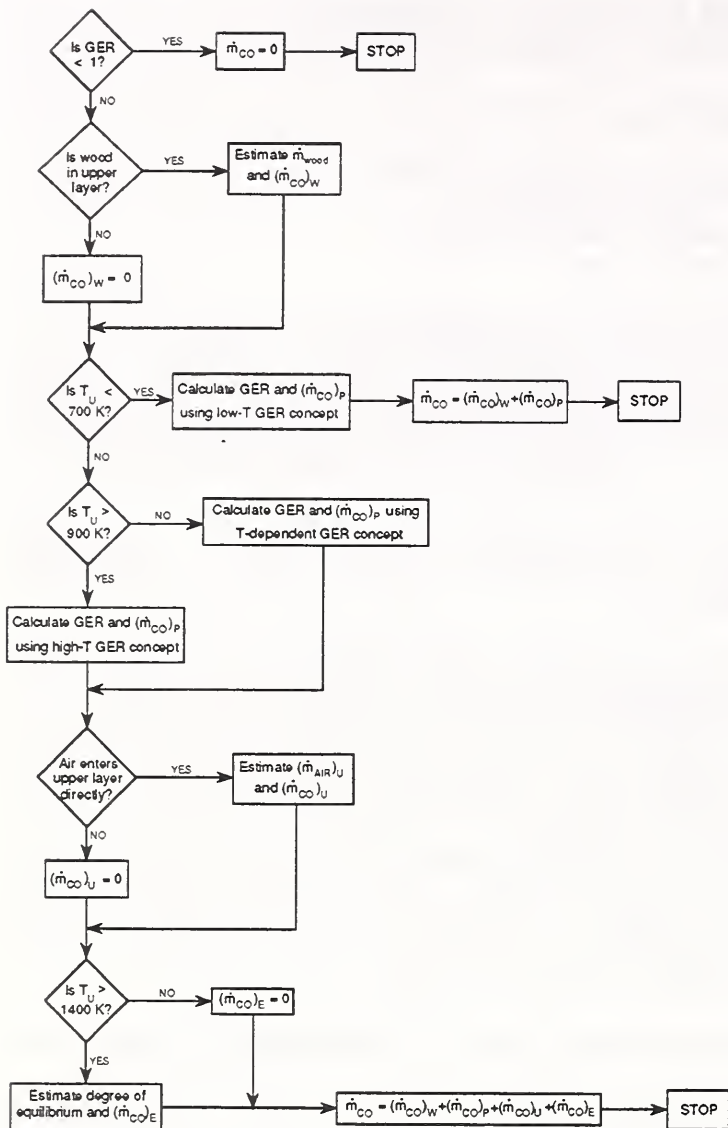 Is GER
< 1?
YES
ṁCO = 0
STOP
NO
Is wood
in upper
layer?
YES
Estimate ṁwood
and (ṁCO)W
NO
(ṁCO)W = 0
Is TU <
700 K?
YES
Calculate GER and (ṁCO)P
using low-T GER concept
ṁCO = (ṁCO)W+(ṁCO)P
STOP
NO
Is TU >
900 K?
NO
Calculate GER and (ṁCO)P using
T-dependent GER concept
YES
Calculate GER and (ṁCO)P
using high-T GER concept
Air enters
upper layer
directly?
YES
Estimate (ṁAIR)U
and (ṁCO)U
NO
(ṁCO)U = 0
Is TU >
1400 K?
NO
(ṁCO)E = 0
YES
Estimate degree of
equilibrium and (ṁCO)E
ṁCO = (ṁCO)W+(ṁCO)P+(ṁCO)U+(ṁCO)E
STOP